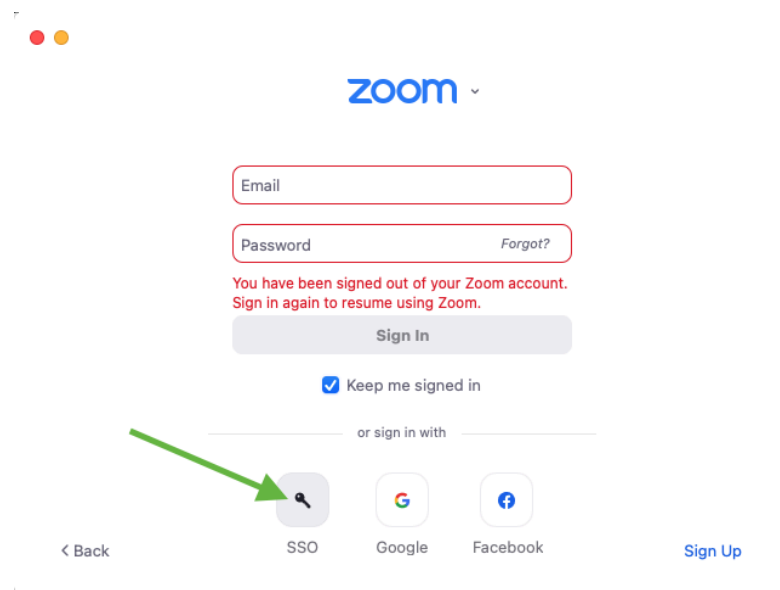 zoom
Email
Password Forgot?
You have been signed out of your Zoom account.
Sign in again to resume using Zoom.
Sign In
Keep me signed in
or sign in with
SSO Google Facebook
< Back Sign Up